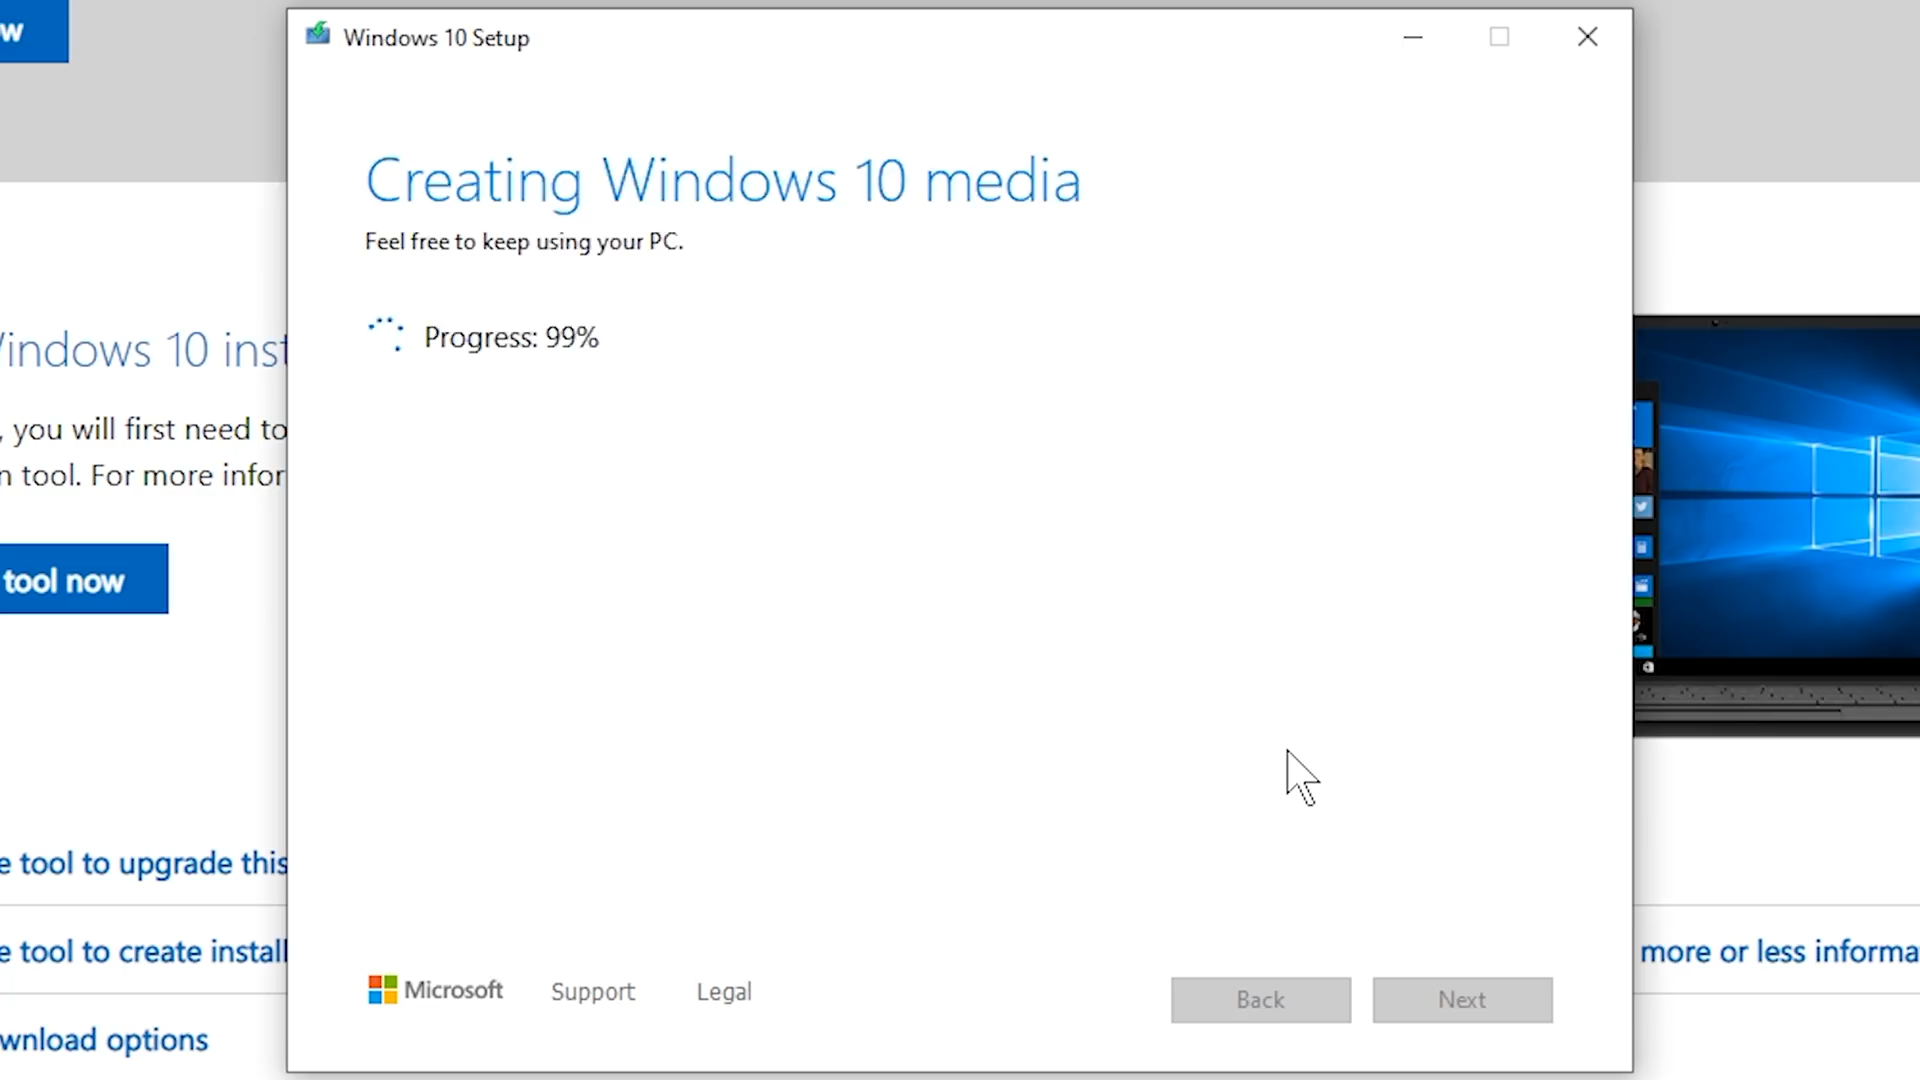 w
Windows 10 Setup
Creating Windows 10 media
Feel free to keep using your PC.
Progress: 99%
indows 10 inst
, you will first need to
n tool. For more infor
tool now
e tool to upgrade this
e tool to create install
more or less informa
wnload options
Microsoft
Support
Legal
Back
Next